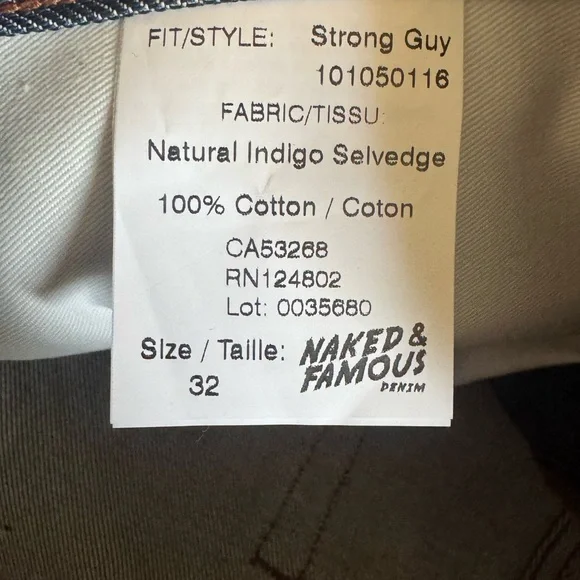 FIT/STYLE: Strong Guy
101050116
FABRIC/TISSU:
Natural Indigo Selvedge
100% Cotton / Coton
CA53268
RN124802
Lot: 0035680
Size / Taille: NAKED &
32 FAMOUS
DENIM